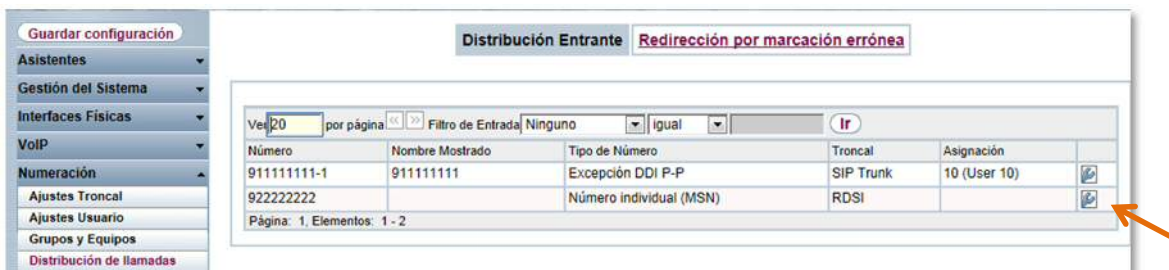 Guardar configuración
Asistentes
Gestión del Sistema
Interfaces Físicas
VoIP
Numeración
Ajustes Troncal
Ajustes Usuario
Grupos y Equipos
Distribución de llamadas
Distribución Entrante Redirección por marcación errónea
Ver 20 por página << >> Filtro de Entrada Ninguno igual Ir
Número Nombre Mostrado Tipo de Número Troncal Asignación
911111111-1 911111111 Excepción DDI P-P SIP Trunk 10 (User 10)
922222222 Número individual (MSN) RDSI
Página: 1, Elementos: 1 - 2